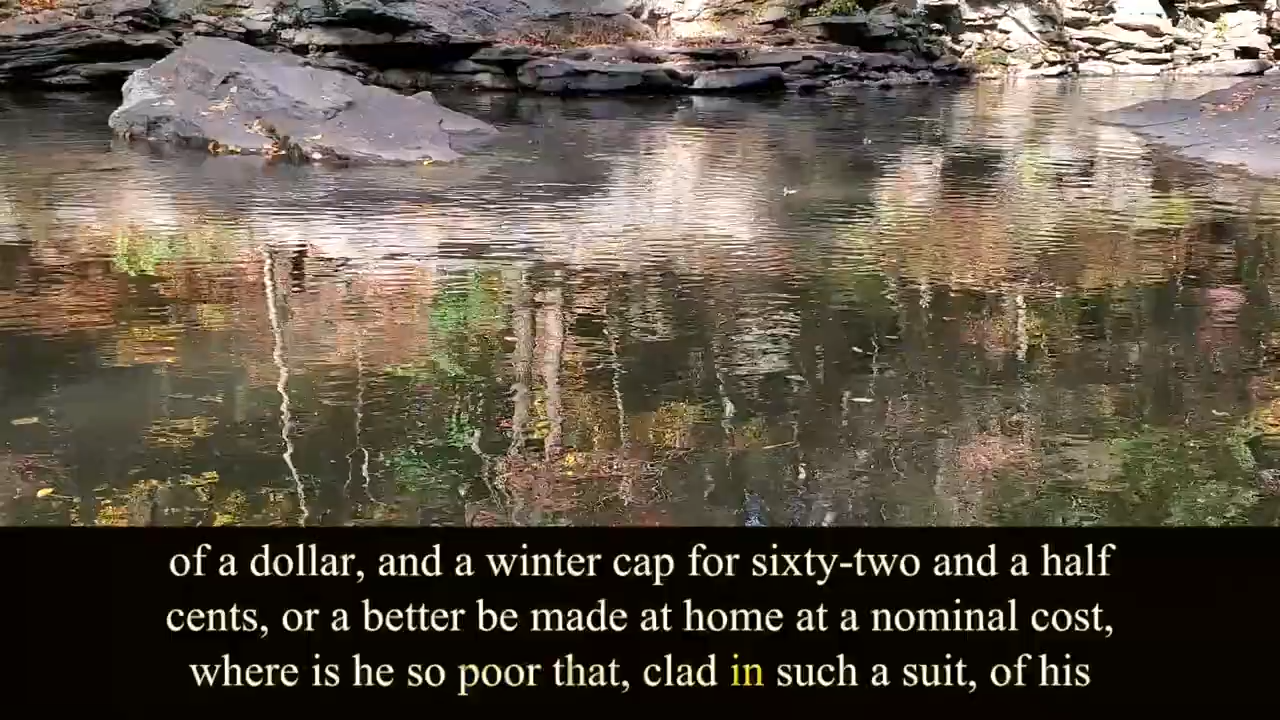 of a dollar, and a winter cap for sixty-two and a half
cents, or a better be made at home at a nominal cost,
where is he so poor that, clad in such a suit, of his